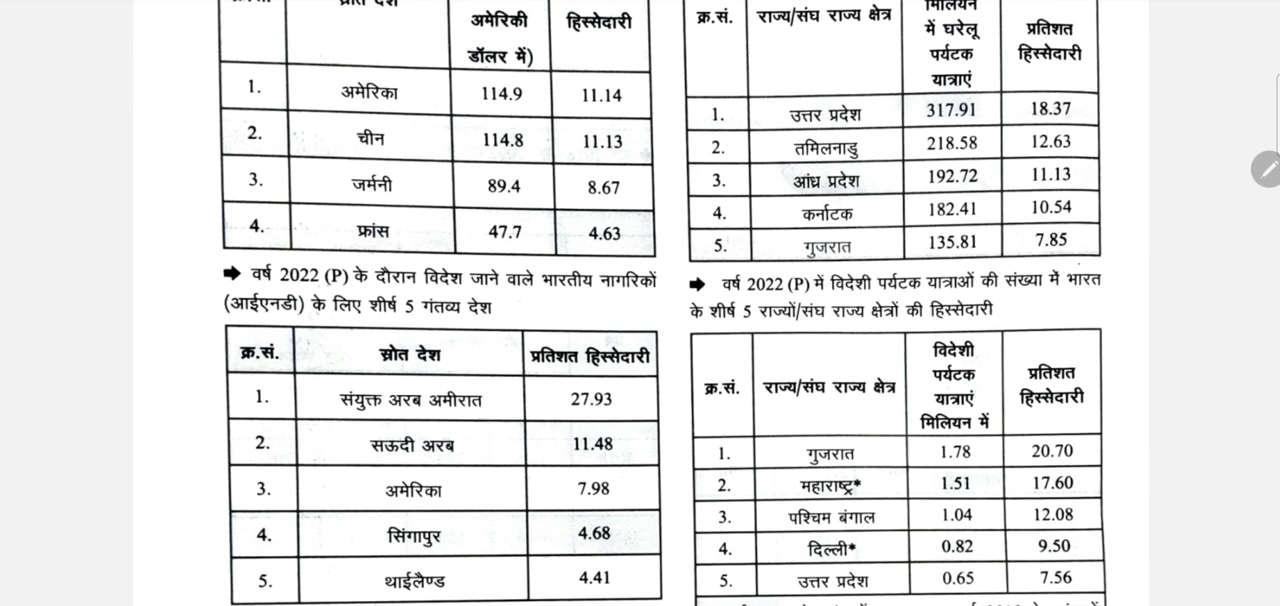 स्रोत देश अमेरिकी डॉलर में) हिस्सेदारी
1. अमेरिका 114.9 11.14
2. चीन 114.8 11.13
3. जर्मनी 89.4 8.67
4. फ्रांस 47.7 4.63
➡ वर्ष 2022 (P) के दौरान विदेश जाने वाले भारतीय नागरिकों
(आईएनडी) के लिए शीर्ष 5 गंतव्य देश
क्र.सं. स्रोत देश प्रतिशत हिस्सेदारी
1. संयुक्त अरब अमीरात 27.93
2. सऊदी अरब 11.48
3. अमेरिका 7.98
4. सिंगापुर 4.68
5. थाईलैण्ड 4.41
क्र.सं. राज्य/संघ राज्य क्षेत्र मिलियन में घरेलू पर्यटक यात्राएं प्रतिशत हिस्सेदारी
1. उत्तर प्रदेश 317.91 18.37
2. तमिलनाडु 218.58 12.63
3. आंध्र प्रदेश 192.72 11.13
4. कर्नाटक 182.41 10.54
5. गुजरात 135.81 7.85
➡ वर्ष 2022 (P) में विदेशी पर्यटक यात्राओं की संख्या में भारत
के शीर्ष 5 राज्यों/संघ राज्य क्षेत्रों की हिस्सेदारी
क्र.सं. राज्य/संघ राज्य क्षेत्र विदेशी पर्यटक यात्राएं मिलियन में प्रतिशत हिस्सेदारी
1. गुजरात 1.78 20.70
2. महाराष्ट्र* 1.51 17.60
3. पश्चिम बंगाल 1.04 12.08
4. दिल्ली* 0.82 9.50
5. उत्तर प्रदेश 0.65 7.56